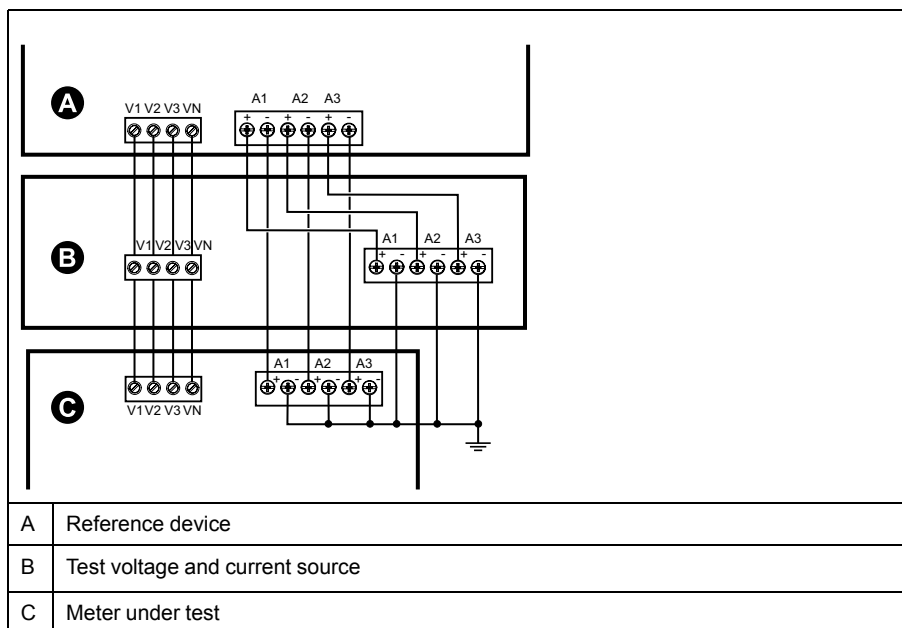 A
V1 V2 V3 VN
A1 A2 A3
+ - + - + -
B
V1 V2 V3 VN
A1 A2 A3
+ - + - + -
A1 A2 A3
+ - + - + -
C
V1 V2 V3 VN
A Reference device
B Test voltage and current source
C Meter under test